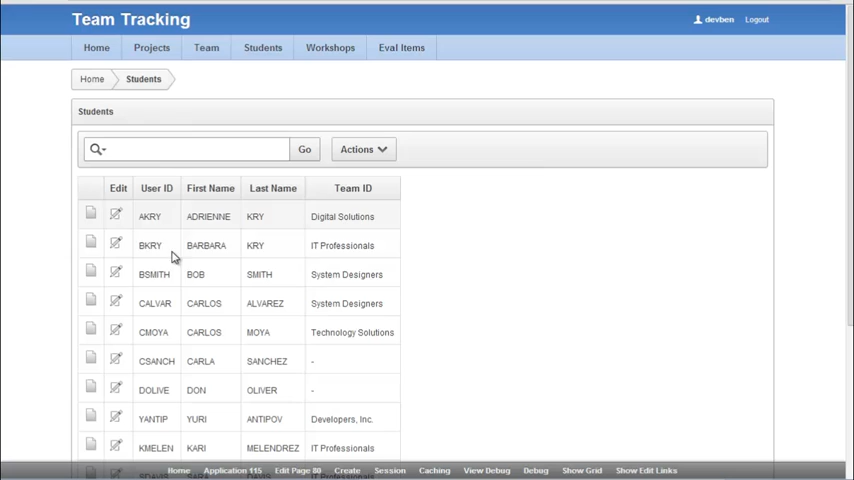 Team Tracking
devben Logout
Home Projects Team Students Workshops Eval Items
Home Students
Students
Go Actions
Edit User ID First Name Last Name Team ID
AKRY ADRIENNE KRY Digital Solutions
BKRY BARBARA KRY IT Professionals
BSMITH BOB SMITH System Designers
CALVAR CARLOS ALVAREZ System Designers
CMOYA CARLOS MOYA Technology Solutions
CSANCH CARLA SANCHEZ -
DOLIVE DON OLIVER -
YANTIP YURI ANTIPOV Developers, Inc.
KMELEN KARI MELENDREZ IT Professionals
Home Application 115 Edit Page 80 Create Session Caching View Debug Debug Show Grid Show Edit Links